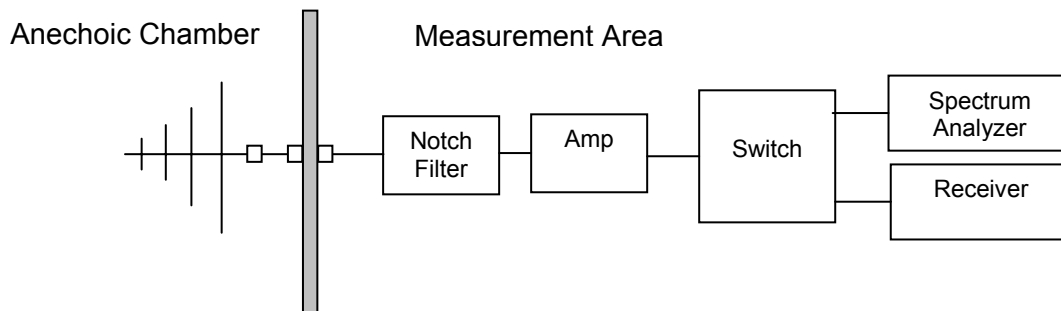 Anechoic Chamber
Measurement Area
Notch
Filter
Amp
Switch
Spectrum
Analyzer
Receiver